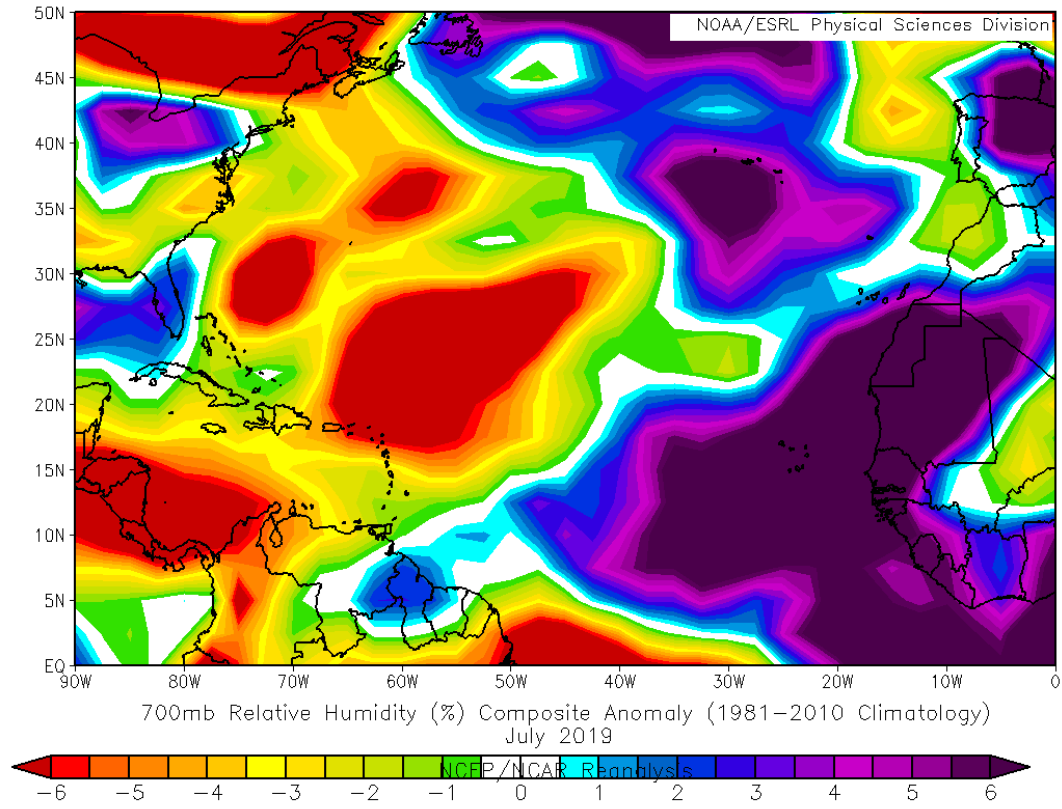 NOAA/ESRL Physical Sciences Division
50N
45N
40N
35N
30N
25N
20N
15N
10N
5N
EQ
90W 80W 70W 60W 50W 40W 30W 20W 10W 0
700mb Relative Humidity (%) Composite Anomaly (1981-2010 Climatology)
July 2019
NCEP/NCAR Reanalysis
-6 -5 -4 -3 -2 -1 0 1 2 3 4 5 6